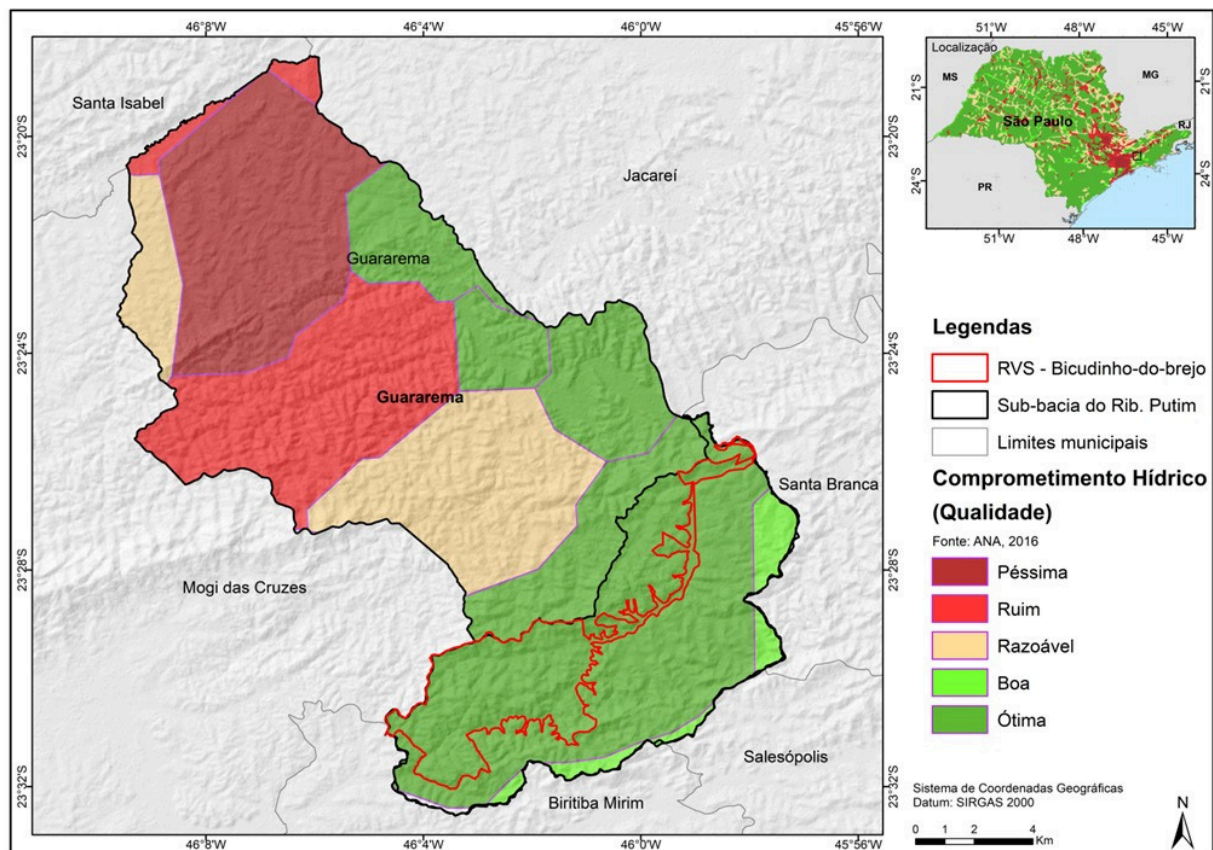 46°8'W
46°4'W
46°0'W
45°56'W
Santa Isabel
23°20'S
23°20'S
Jacareí
Guararema
23°24'S
23°24'S
Guararema
Santa Branca
23°28'S
23°28'S
Mogi das Cruzes
Salesópolis
23°32'S
23°32'S
Biritiba Mirim
46°8'W
46°4'W
46°0'W
45°56'W
51°W
48°W
45°W
Localização
MS
MG
21°S
21°S
São Paulo
RJ
24°S
24°S
PR
51°W
48°W
45°W
Legendas
RVS - Bicudinho-do-brejo
Sub-bacia do Rib. Putim
Limites municipais
Comprometimento Hídrico
(Qualidade)
Fonte: ANA, 2016
Péssima
Ruim
Razoável
Boa
Ótima
Sistema de Coordenadas Geográficas
Datum: SIRGAS 2000
0 2 4
Km
N